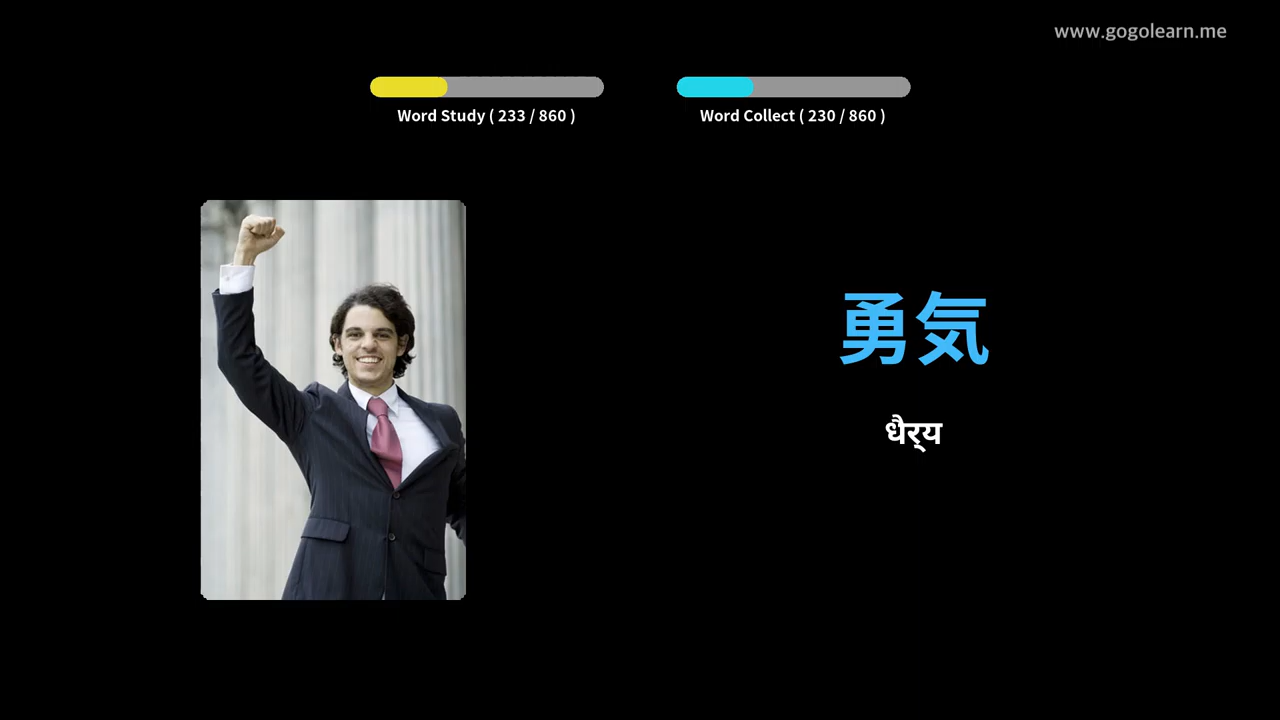 www.gogolearn.me
Word Study ( 233 / 860 )
Word Collect ( 230 / 860 )
勇気
धैर्‍य